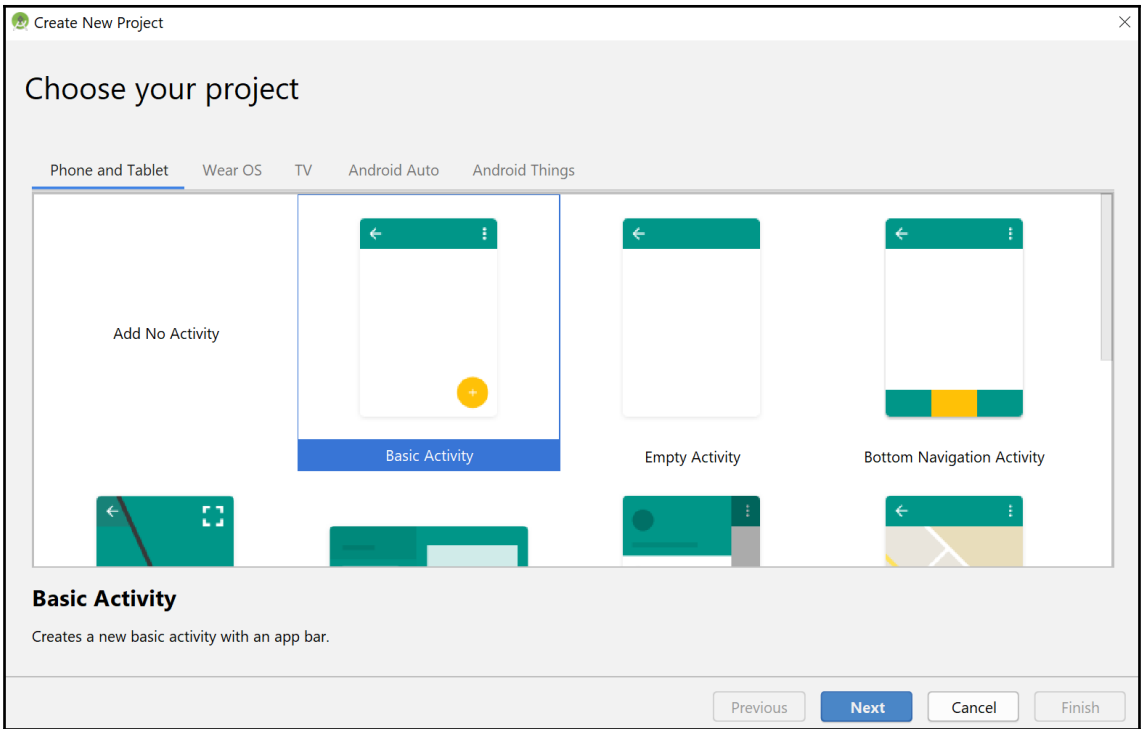 Create New Project
Choose your project
Phone and Tablet Wear OS TV Android Auto Android Things
Add No Activity
Basic Activity Empty Activity Bottom Navigation Activity
Basic Activity
Creates a new basic activity with an app bar.
Previous Next Cancel Finish